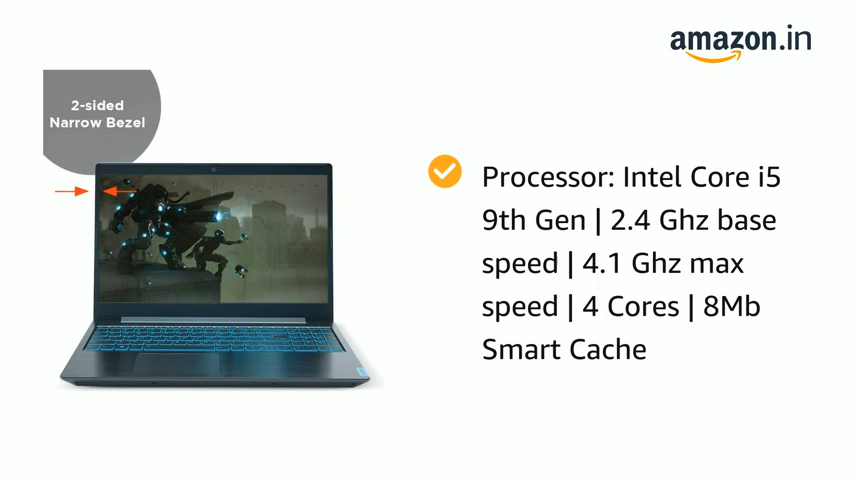 amazon.in
2-sided
Narrow Bezel
Processor: Intel Core i5
9th Gen | 2.4 Ghz base
speed | 4.1 Ghz max
speed | 4 Cores | 8Mb
Smart Cache